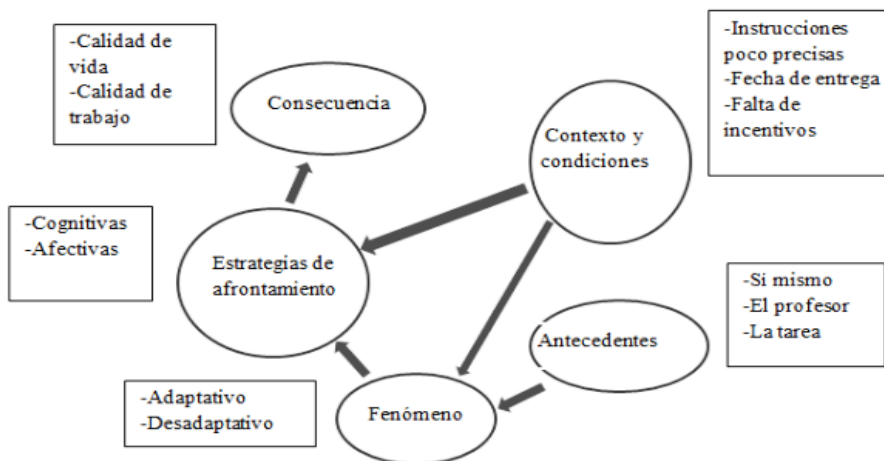 -Calidad de
vida
-Calidad de
trabajo
Consecuencia
-Instrucciones
poco precisas
-Fecha de entrega
-Falta de
incentivos
Contexto y
condiciones
-Cognitivas
-Afectivas
Estrategias de
afrontamiento
-Si mismo
-El profesor
-La tarea
Antecedentes
-Adaptativo
-Desadaptativo
Fenómeno